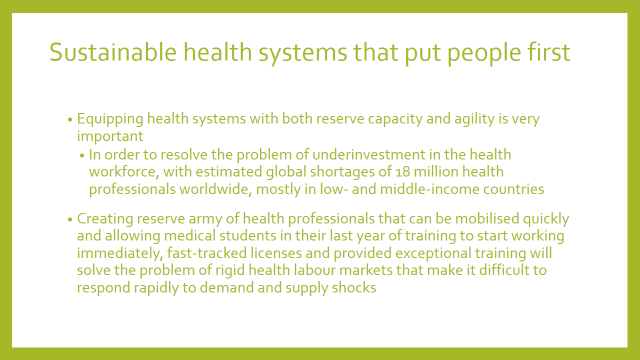 Sustainable health systems that put people first
• Equipping health systems with both reserve capacity and agility is very
important
• In order to resolve the problem of underinvestment in the health
workforce, with estimated global shortages of 18 million health
professionals worldwide, mostly in low- and middle-income countries
• Creating reserve army of health professionals that can be mobilised quickly
and allowing medical students in their last year of training to start working
immediately, fast-tracked licenses and provided exceptional training will
solve the problem of rigid health labour markets that make it difficult to
respond rapidly to demand and supply shocks